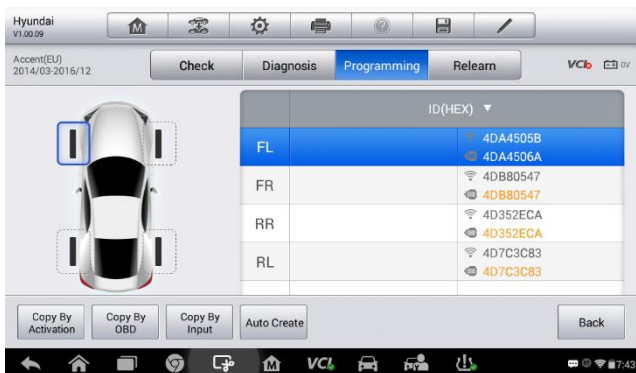 Hyundai
V1.00.09
M
Accent(EU)
2014/03-2016/12
Check
Diagnosis
Programming
Relearn
VCI
0V
ID(HEX) ▼
FL
4DA4505B
4DA4506A
FR
4DB80547
4DB80547
RR
4D352ECA
4D352ECA
RL
4D7C3C83
4D7C3C83
Copy By
Activation
Copy By
OBD
Copy By
Input
Auto Create
Back
M
VCI
7:43